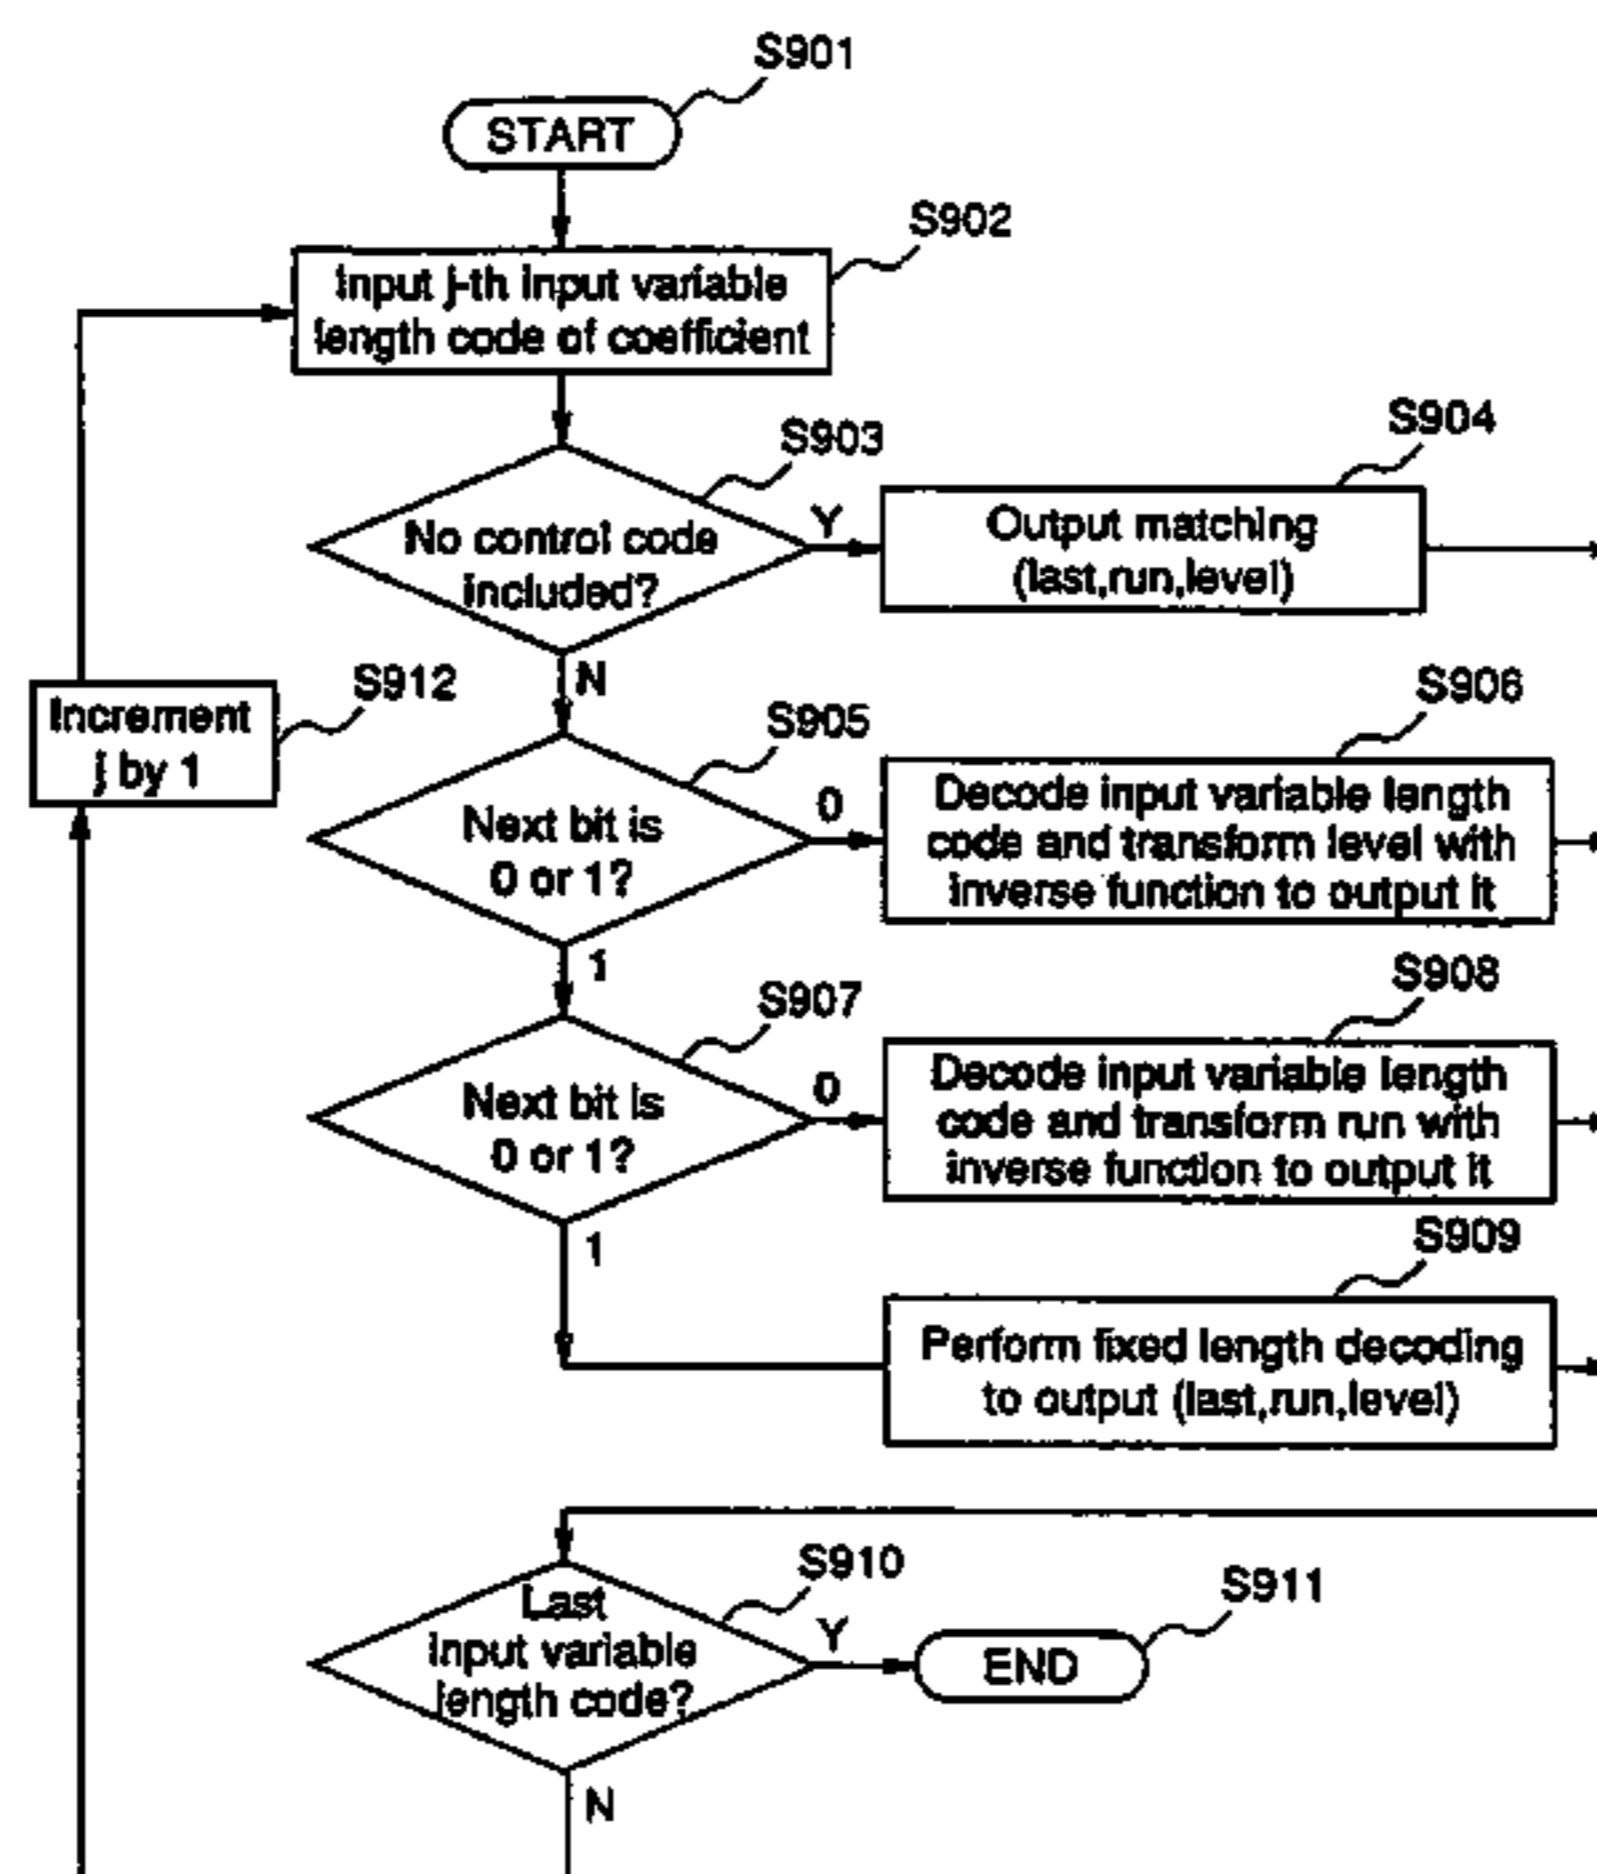 S901
START
S902
Input j-th input variable
length code of coefficient
S903
No control code
included?
Y
S904
Output matching
(last,run,level)
N
S912
Increment
j by 1
S905
Next bit is
0 or 1?
0
S906
Decode input variable length
code and transform level with
inverse function to output it
1
S907
Next bit is
0 or 1?
0
S908
Decode input variable length
code and transform run with
inverse function to output it
1
S909
Perform fixed length decoding
to output (last,run,level)
S910
Last
input variable
length code?
Y
S911
END
N